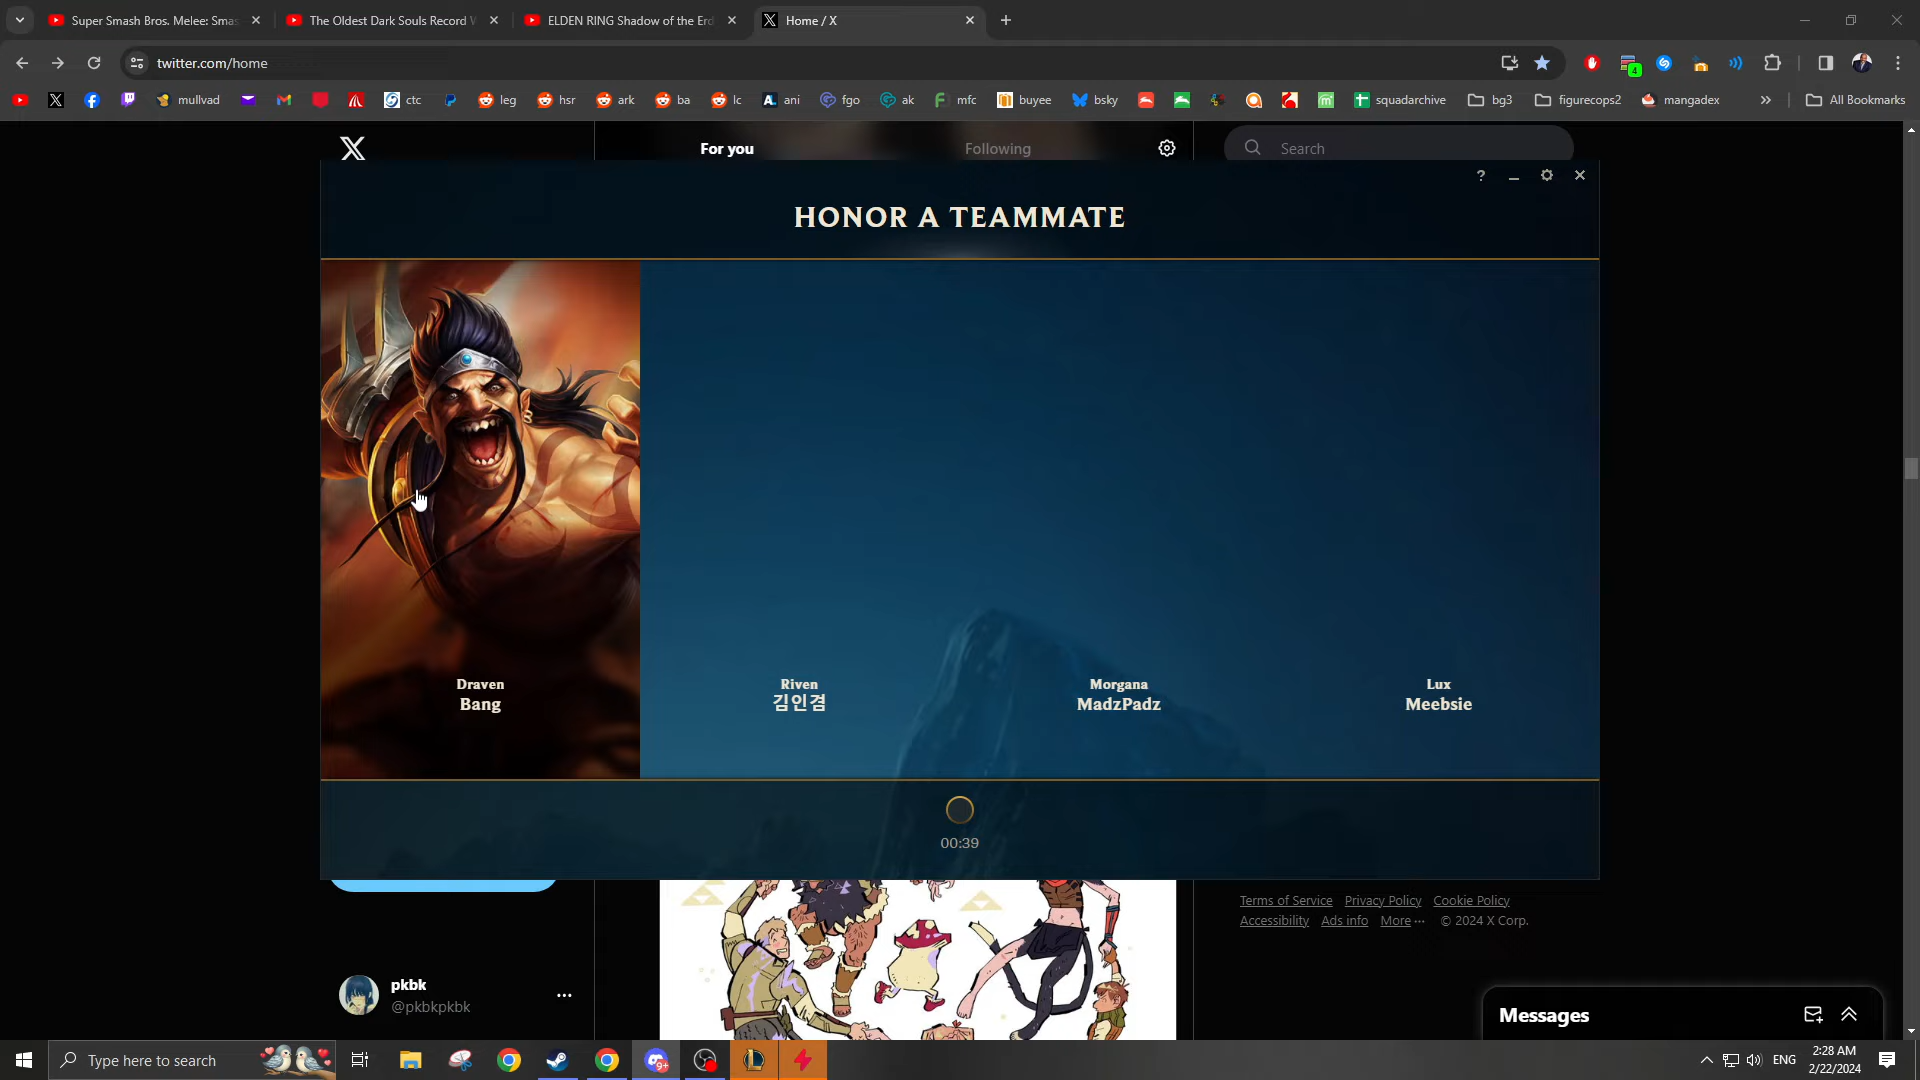 Super Smash Bros. Melee: Smas
The Oldest Dark Souls Record W
ELDEN RING Shadow of the Erd
Home / X
twitter.com/home
4
mullvad
ctc
leg
hsr
ark
ba
lc
ani
fgo
ak
mfc
buyee
bsky
squadarchive
bg3
figurecops2
mangadex
All Bookmarks
For you
Following
Search
HONOR A TEAMMATE
Draven
Bang
Riven
김인겸
Morgana
MadzPadz
Lux
Meebsie
00:39
Terms of Service Privacy Policy Cookie Policy
Accessibility Ads info More ··· © 2024 X Corp.
pkbk
@pkbkpkbk
Messages
Type here to search
9+
ENG
2:28 AM
2/22/2024